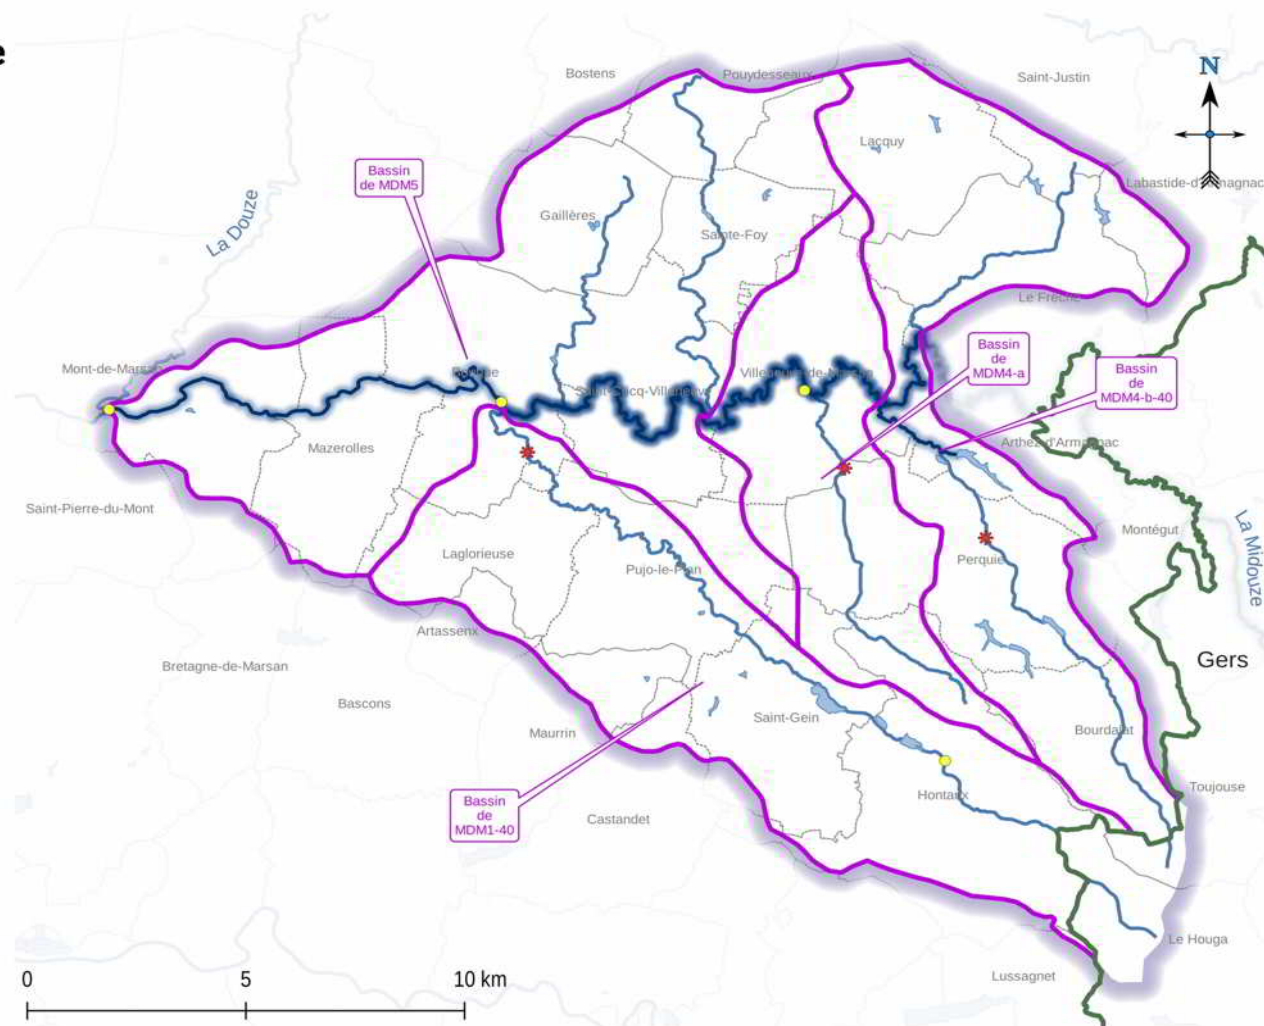 e
Bostens
Pouydesseaux
Saint-Justin
N
Lacquy
Bassin
de MDM5
Labastide-d'Armagnac
La Douze
Gaillères
Sainte-Foy
Le Frêche
Mont-de-Marsan
Bougue
Saint-Cricq-Villeneuve
Villeneuve-de-Marsan
Bassin
de
MDM4-a
Bassin
de
MDM4-b-40
Mazerolles
Arthez-d'Armagnac
Saint-Pierre-du-Mont
Montégut
La Midouze
Laglorieuse
Pujo-le-Plan
Perquie
Artassenx
Bretagne-de-Marsan
Gers
Bascons
Saint-Gein
Maurrin
Bourdalat
Bassin
de
MDM1-40
Hontanx
Toujouse
Castandet
Le Houga
Lussagnet
0 5 10 km